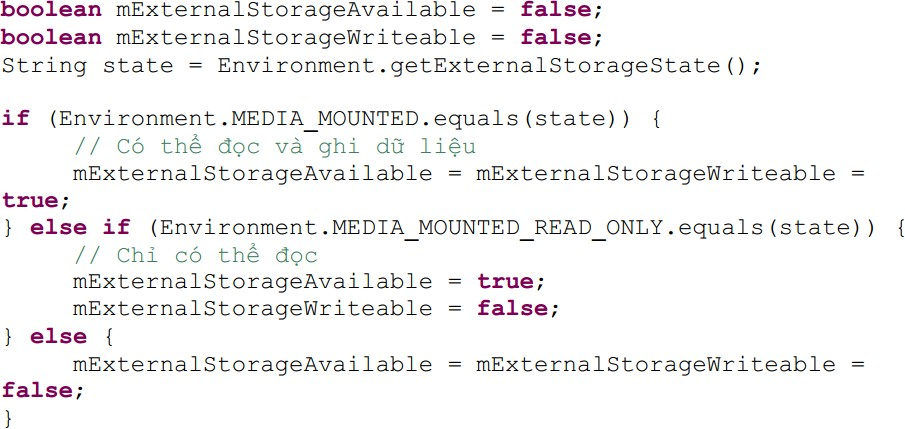 boolean mExternalStorageAvailable = false;
boolean mExternalStorageWriteable = false;
String state = Environment.getExternalStorageState();
if (Environment.MEDIA_MOUNTED.equals(state)) {
// Có thể đọc và ghi dữ liệu
mExternalStorageAvailable = mExternalStorageWriteable =
true;
} else if (Environment.MEDIA_MOUNTED_READ_ONLY.equals(state)) {
// Chỉ có thể đọc
mExternalStorageAvailable = true;
mExternalStorageWriteable = false;
} else {
mExternalStorageAvailable = mExternalStorageWriteable =
false;
}